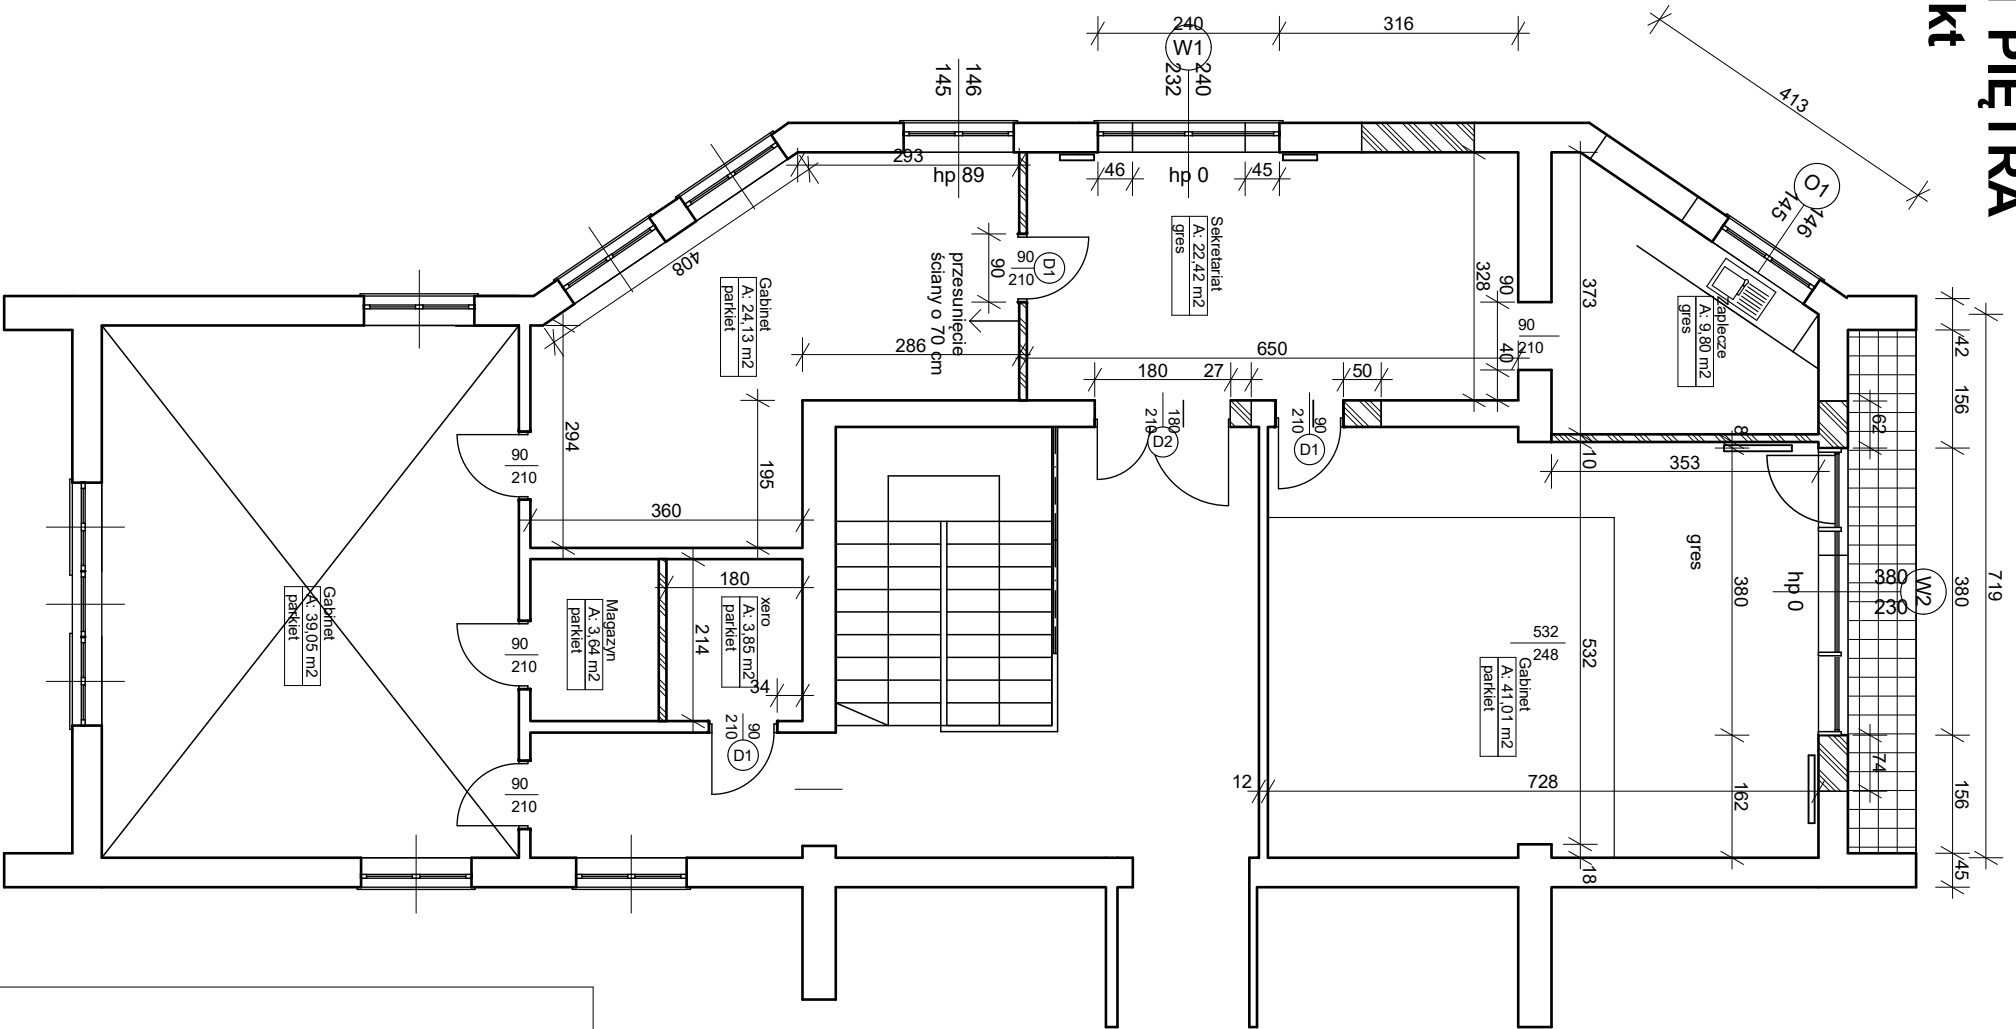 PIĘTRA
kt
240
316
W1
240
232
146
145
413
O1
146
145
293
hp 89
46
hp 0
45
408
przesunięcie
ściany o 70 cm
90
90
210
D1
Sekretariat
A: 22,42 m2
gres
328
90
373
90
210
40
Zaplecze
A: 9,80 m2
gres
Gabinet
A: 24,13 m2
parkiet
286
650
180
27
50
180
210
D2
90
210
D1
42
156
62
8
10
353
294
195
90
210
360
gres
hp 0
380
380
230
W2
380
719
180
214
xero
A: 3,85 m2
parkiet
34
Magazyn
A: 3,64 m2
parkiet
90
210
Gabinet
A: 39,05 m2
parkiet
532
248
532
Gabinet
A: 41,01 m2
parkiet
90
210
D1
90
210
12
728
162
74
156
18
45